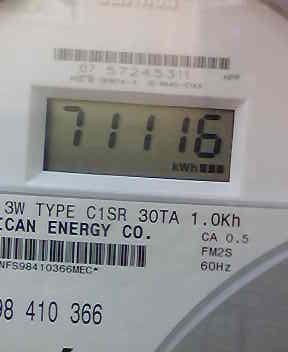 07 57245311
71116
kWh
3W TYPE C1SR 30TA 1.0Kh
ICAN ENERGY CO.
CA 0.5
FM2S
60Hz
NFS98410366MEC*
98 410 366